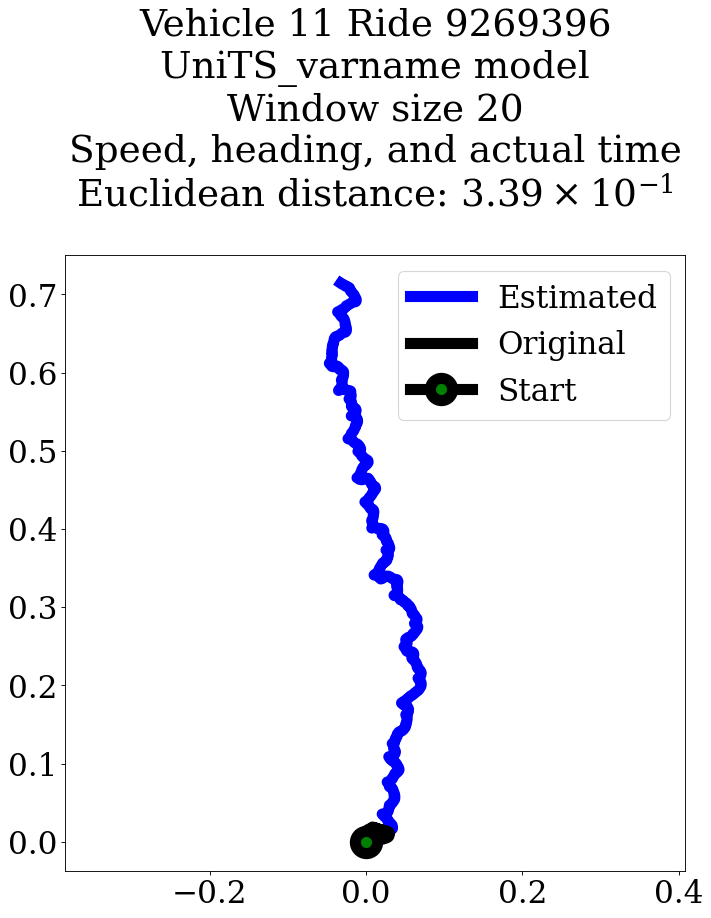 Vehicle 11 Ride 9269396
UniTS_varname model
Window size 20
Speed, heading, and actual time
Euclidean distance: 3.39 × 10⁻¹
Estimated
Original
Start
0.7
0.6
0.5
0.4
0.3
0.2
0.1
0.0
−0.2 0.0 0.2 0.4